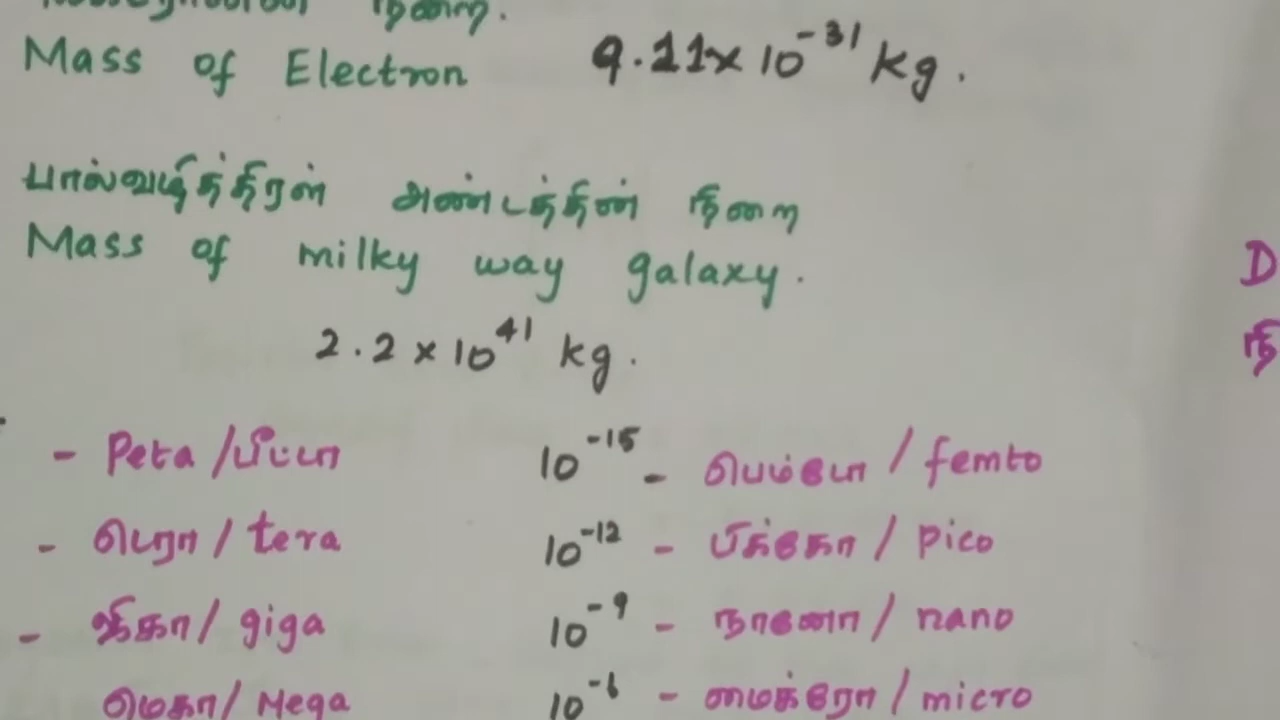 நிறை.
Mass of Electron 9.11x 10⁻³¹ kg.
பால்வழித்திரள் அண்டத்தின் நிறை
Mass of milky way galaxy.
2.2 x 10⁴¹ kg.
- Peta / பீட்டா 10⁻¹⁵ - பெம்டோ / femto
- டெரா / tera 10⁻¹² - பிக்கோ / pico
- ஜிகா / giga 10⁻⁹ - நானோ / nano
மெகா / Mega 10⁻⁶ - மைக்ரோ / micro
D
நி